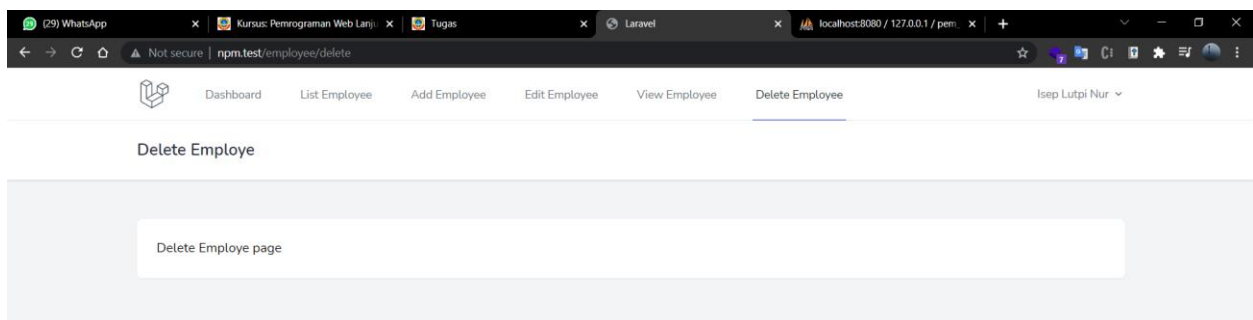 (29) WhatsApp
Kursus: Pemrograman Web Lanju
Tugas
Laravel
localhost:8080 / 127.0.0.1 / pem_
Not secure | npm.test/employee/delete
7
Dashboard List Employee Add Employee Edit Employee View Employee Delete Employee Isep Lutpi Nur
Delete Employe
Delete Employe page